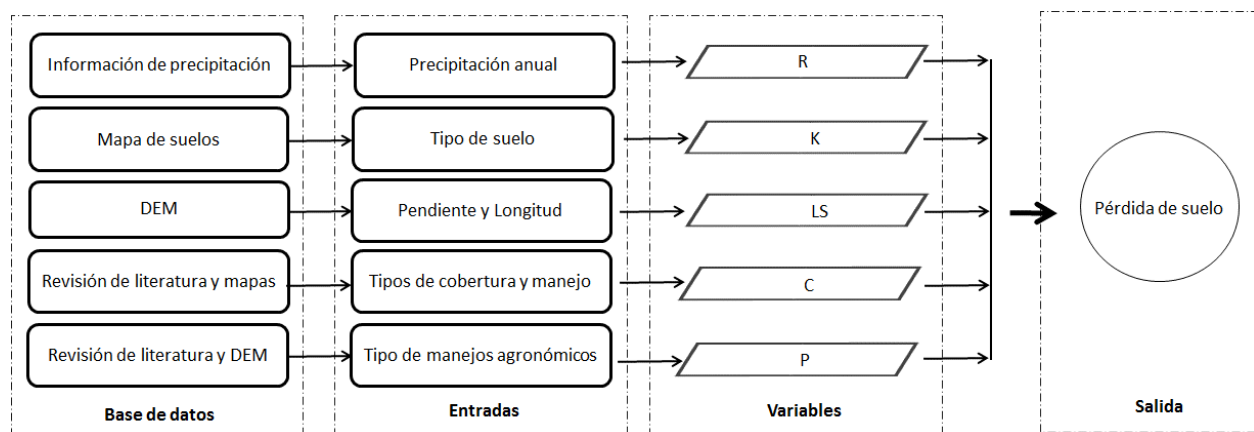 Información de precipitación
Precipitación anual
R
Mapa de suelos
Tipo de suelo
K
DEM
Pendiente y Longitud
LS
Pérdida de suelo
Revisión de literatura y mapas
Tipos de cobertura y manejo
C
Revisión de literatura y DEM
Tipo de manejos agronómicos
P
Base de datos
Entradas
Variables
Salida